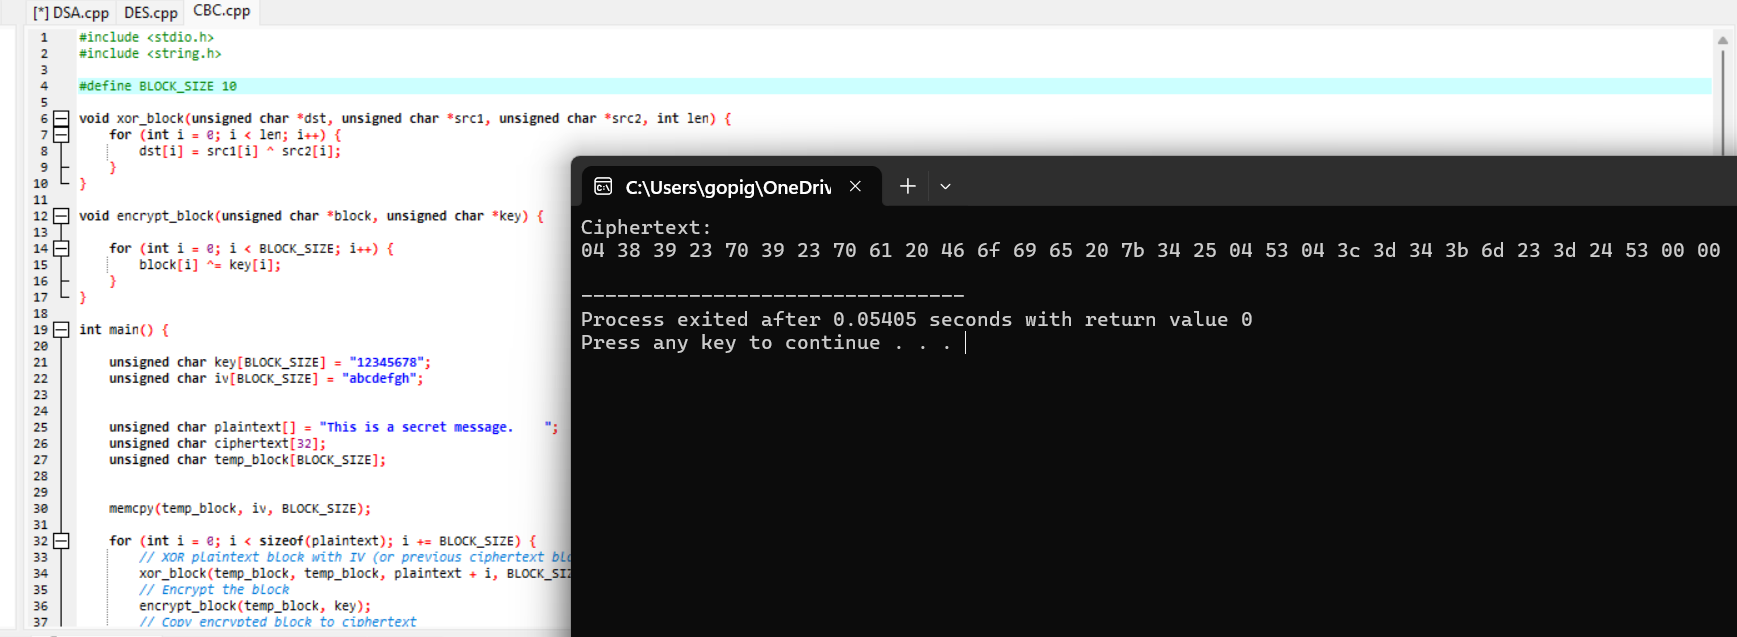 [*] DSA.cpp DES.cpp CBC.cpp
1 #include <stdio.h>
2 #include <string.h>
3
4 #define BLOCK_SIZE 10
5
6 void xor_block(unsigned char *dst, unsigned char *src1, unsigned char *src2, int len) {
7 for (int i = 0; i < len; i++) {
8 dst[i] = src1[i] ^ src2[i];
9 }
10 }
11
12 void encrypt_block(unsigned char *block, unsigned char *key) {
13
14 for (int i = 0; i < BLOCK_SIZE; i++) {
15 block[i] ^= key[i];
16 }
17 }
18
19 int main() {
20
21 unsigned char key[BLOCK_SIZE] = "12345678";
22 unsigned char iv[BLOCK_SIZE] = "abcdefgh";
23
24
25 unsigned char plaintext[] = "This is a secret message.    ";
26 unsigned char ciphertext[32];
27 unsigned char temp_block[BLOCK_SIZE];
28
29
30 memcpy(temp_block, iv, BLOCK_SIZE);
31
32 for (int i = 0; i < sizeof(plaintext); i += BLOCK_SIZE) {
33 // XOR plaintext block with IV (or previous ciphertext
34 xor_block(temp_block, temp_block, plaintext + i,
35 // Encrypt the block
36 encrypt_block(temp_block, key);
37 // Copy encrypted block to ciphertext
C:\Users\gopig\OneDriv
Ciphertext:
04 38 39 23 70 39 23 70 61 20 46 6f 69 65 20 7b 34 25 04 53 04 3c 3d 34 3b 6d 23 3d 24 53 00 00
--------------------------------
Process exited after 0.05405 seconds with return value 0
Press any key to continue . . .